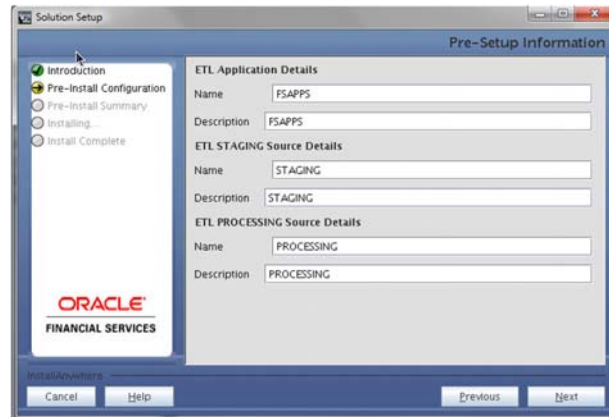 Solution Setup
Pre-Setup Information
Introduction
Pre-Install Configuration
Pre-Install Summary
Installing...
Install Complete
ORACLE
FINANCIAL SERVICES
ETL Application Details
Name FSAPPS
Description FSAPPS
ETL STAGING Source Details
Name STAGING
Description STAGING
ETL PROCESSING Source Details
Name PROCESSING
Description PROCESSING
InstallAnywhere
Cancel Help Previous Next